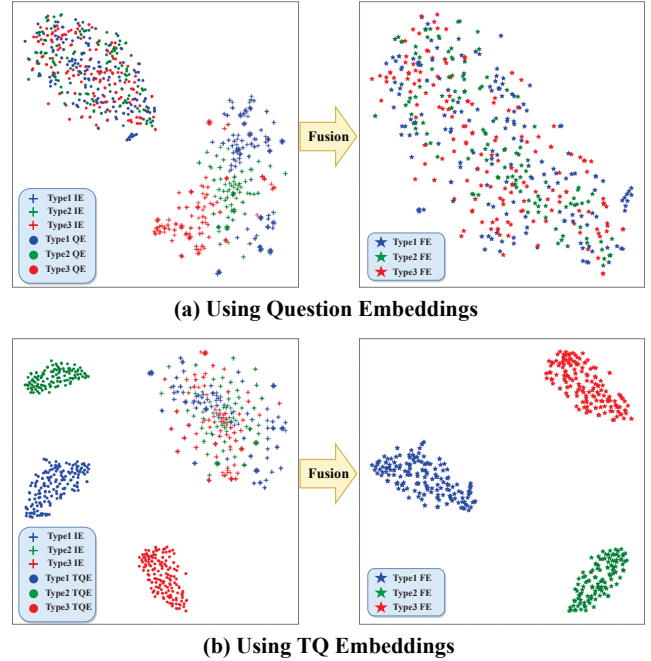 Type1 IE
Type2 IE
Type3 IE
Type1 QE
Type2 QE
Type3 QE
Fusion
Type1 FE
Type2 FE
Type3 FE
(a) Using Question Embeddings
Type1 IE
Type2 IE
Type3 IE
Type1 TQE
Type2 TQE
Type3 TQE
Fusion
Type1 FE
Type2 FE
Type3 FE
(b) Using TQ Embeddings